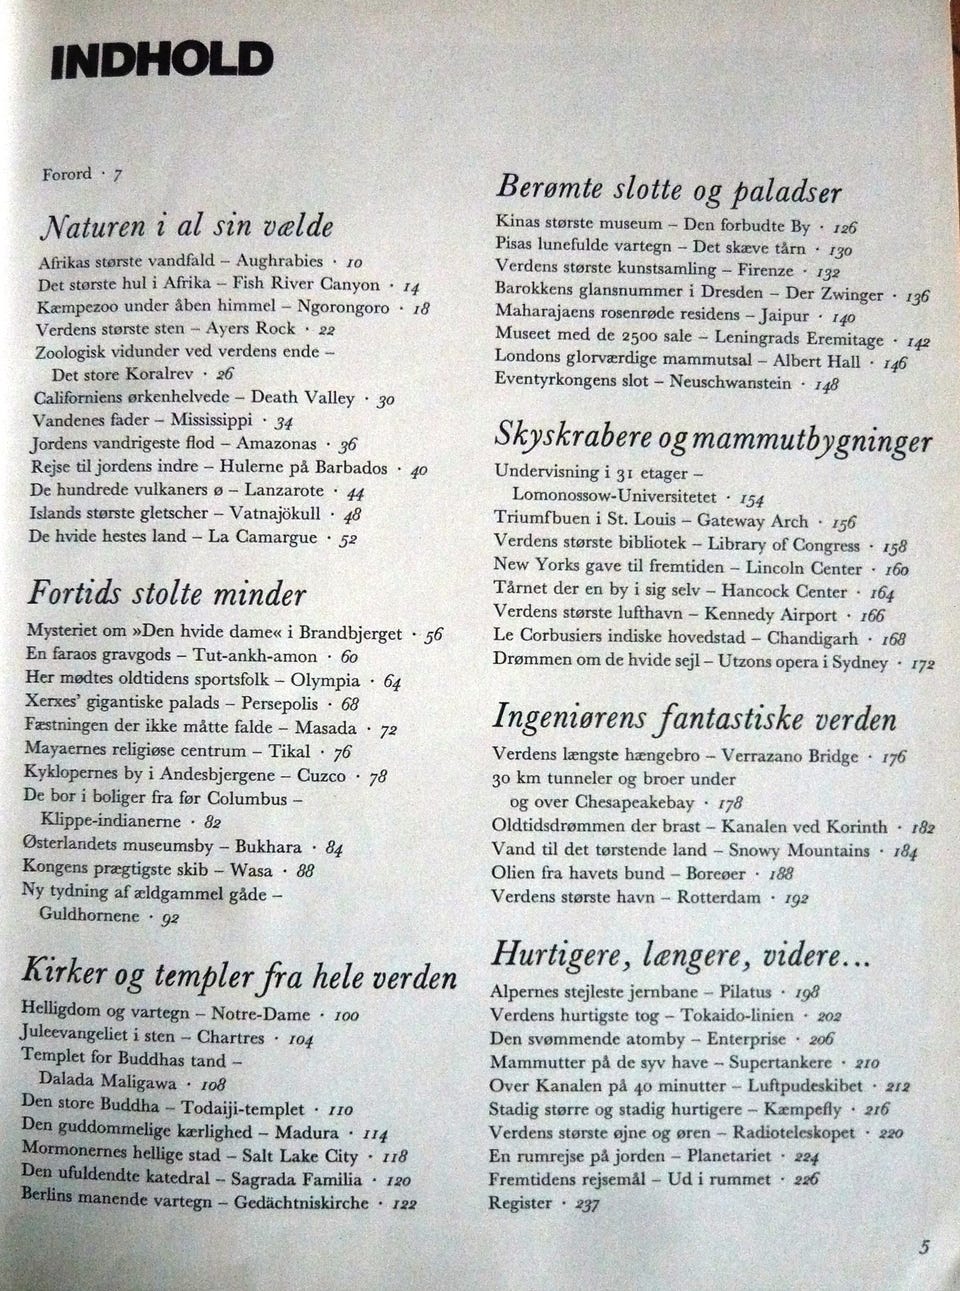 INDHOLD
Forord · 7
Naturen i al sin vælde
Afrikas største vandfald – Aughrabies · 10
Det største hul i Afrika – Fish River Canyon · 14
Kæmpezoo under åben himmel – Ngorongoro · 18
Verdens største sten – Ayers Rock · 22
Zoologisk vidunder ved verdens ende –
Det store Koralrev · 26
Californiens ørkenhelvede – Death Valley · 30
Vandenes fader – Mississippi · 34
Jordens vandrigeste flod – Amazonas · 36
Rejse til jordens indre – Hulerne på Barbados · 40
De hundrede vulkaners ø – Lanzarote · 44
Islands største gletscher – Vatnajökull · 48
De hvide hestes land – La Camargue · 52
Fortids stolte minder
Mysteriet om »Den hvide dame« i Brandbjerget · 56
En faraos gravgods – Tut-ankh-amon · 60
Her mødtes oldtidens sportsfolk – Olympia · 64
Xerxes' gigantiske palads – Persepolis · 68
Fæstningen der ikke måtte falde – Masada · 72
Mayaernes religiøse centrum – Tikal · 76
Kyklopernes by i Andesbjergene – Cuzco · 78
De bor i boliger fra før Columbus –
Klippe-indianerne · 82
Østerlandets museumsby – Bukhara · 84
Kongens prægtigste skib – Wasa · 88
Ny tydning af ældgammel gåde –
Guldhornene · 92
Kirker og templer fra hele verden
Helligdom og vartegn – Notre-Dame · 100
Juleevangeliet i sten – Chartres · 104
Templet for Buddhas tand –
Dalada Maligawa · 108
Den store Buddha – Todaiji-templet · 110
Den guddommelige kærlighed – Madura · 114
Mormonernes hellige stad – Salt Lake City · 118
Den ufuldendte katedral – Sagrada Familia · 120
Berlins manende vartegn – Gedächtniskirche · 122
Berømte slotte og paladser
Kinas største museum – Den forbudte By · 126
Pisas lunefulde vartegn – Det skæve tårn · 130
Verdens største kunstsamling – Firenze · 132
Barokkens glansnummer i Dresden – Der Zwinger · 136
Maharajaens rosenrøde residens – Jaipur · 140
Museet med de 2500 sale – Leningrads Eremitage · 142
Londons glorværdige mammutsal – Albert Hall · 146
Eventyrkongens slot – Neuschwanstein · 148
Skyskrabere og mammutbygninger
Undervisning i 31 etager –
Lomonossow-Universitetet · 154
Triumfbuen i St. Louis – Gateway Arch · 156
Verdens største bibliotek – Library of Congress · 158
New Yorks gave til fremtiden – Lincoln Center · 160
Tårnet der en by i sig selv – Hancock Center · 164
Verdens største lufthavn – Kennedy Airport · 166
Le Corbusiers indiske hovedstad – Chandigarh · 168
Drømmen om de hvide sejl – Utzons opera i Sydney · 172
Ingeniørens fantastiske verden
Verdens længste hængebro – Verrazano Bridge · 176
30 km tunneler og broer under
og over Chesapeakebay · 178
Oldtidsdrømmen der brast – Kanalen ved Korinth · 182
Vand til det tørstende land – Snowy Mountains · 184
Olien fra havets bund – Boreøer · 188
Verdens største havn – Rotterdam · 192
Hurtigere, længere, videre...
Alpernes stejleste jernbane – Pilatus · 198
Verdens hurtigste tog – Tokaido-linien · 202
Den svømmende atomby – Enterprise · 206
Mammutter på de syv have – Supertankere · 210
Over Kanalen på 40 minutter – Luftpudeskibet · 212
Stadig større og stadig hurtigere – Kæmpefly · 216
Verdens største øjne og øren – Radioteleskopet · 220
En rumrejse på jorden – Planetariet · 224
Fremtidens rejsemål – Ud i rummet · 226
Register · 237
5